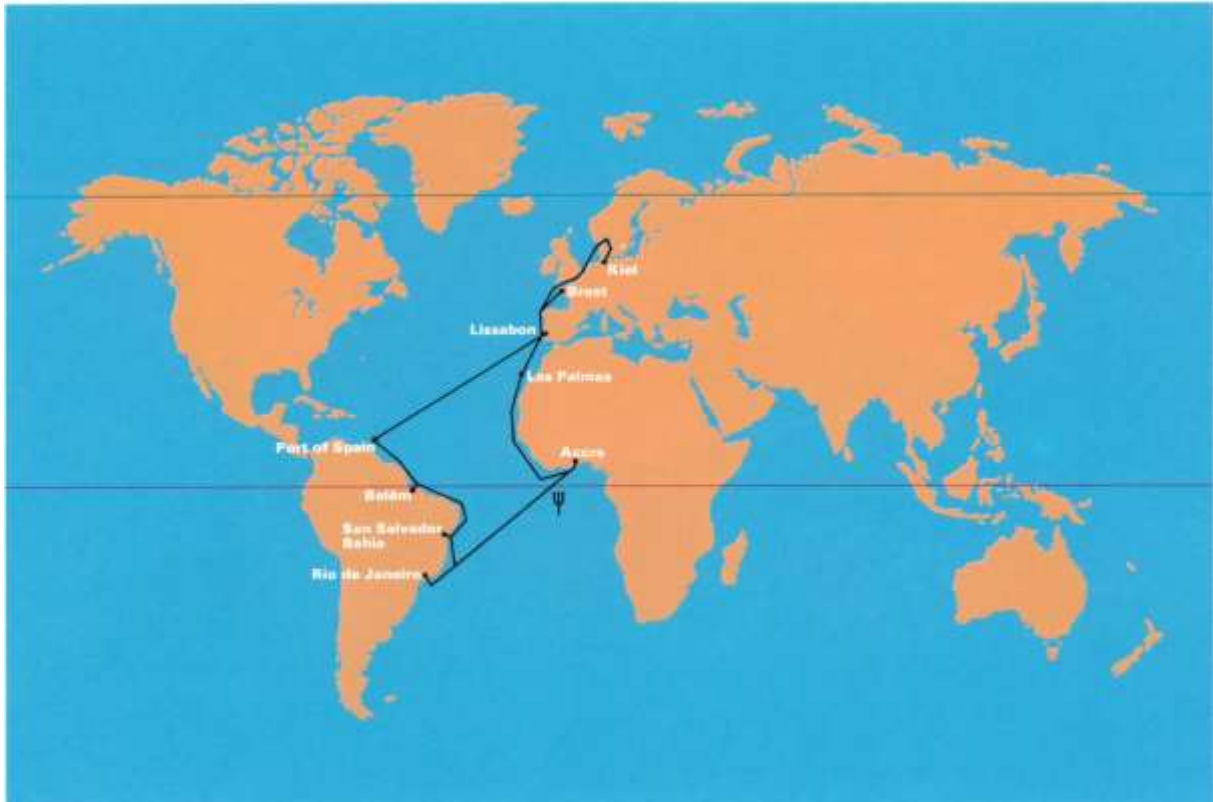 Kiel
Brest
Lissabon
Las Palmas
Port of Spain
Accra
Belém
San Salvador
Bahia
Rio de Janeiro